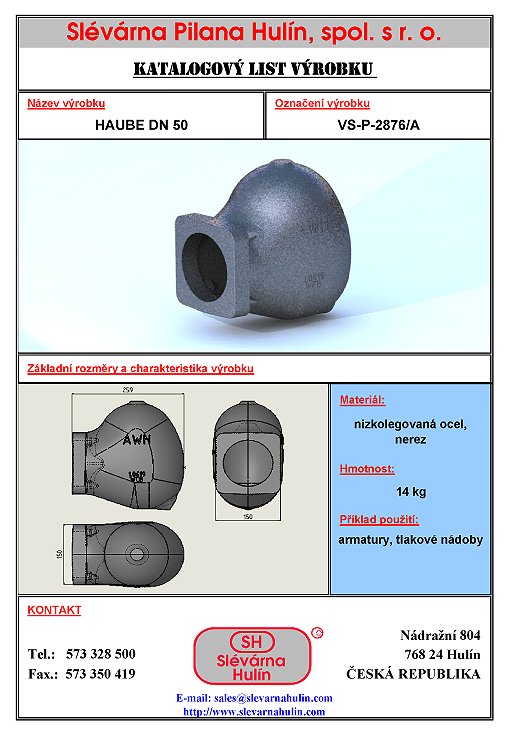 Slévárna Pilana Hulín, spol. s r. o.
KATALOGOVÝ LIST VÝROBKU
Název výrobku
Označení výrobku
HAUBE DN 50
VS-P-2876/A
Základní rozměry a charakteristika výrobku
259
AWH
150
150
Materiál:
nizkolegovaná ocel,
nerez
Hmotnost:
14 kg
Příklad použití:
armatury, tlakové nádoby
KONTAKT
Tel.: 573 328 500
Fax.: 573 350 419
SH
Slévárna
Hulín
Nádražní 804
768 24 Hulín
ČESKÁ REPUBLIKA
E-mail: sales@slevarnahulin.com
http://www.slevarnahulin.com